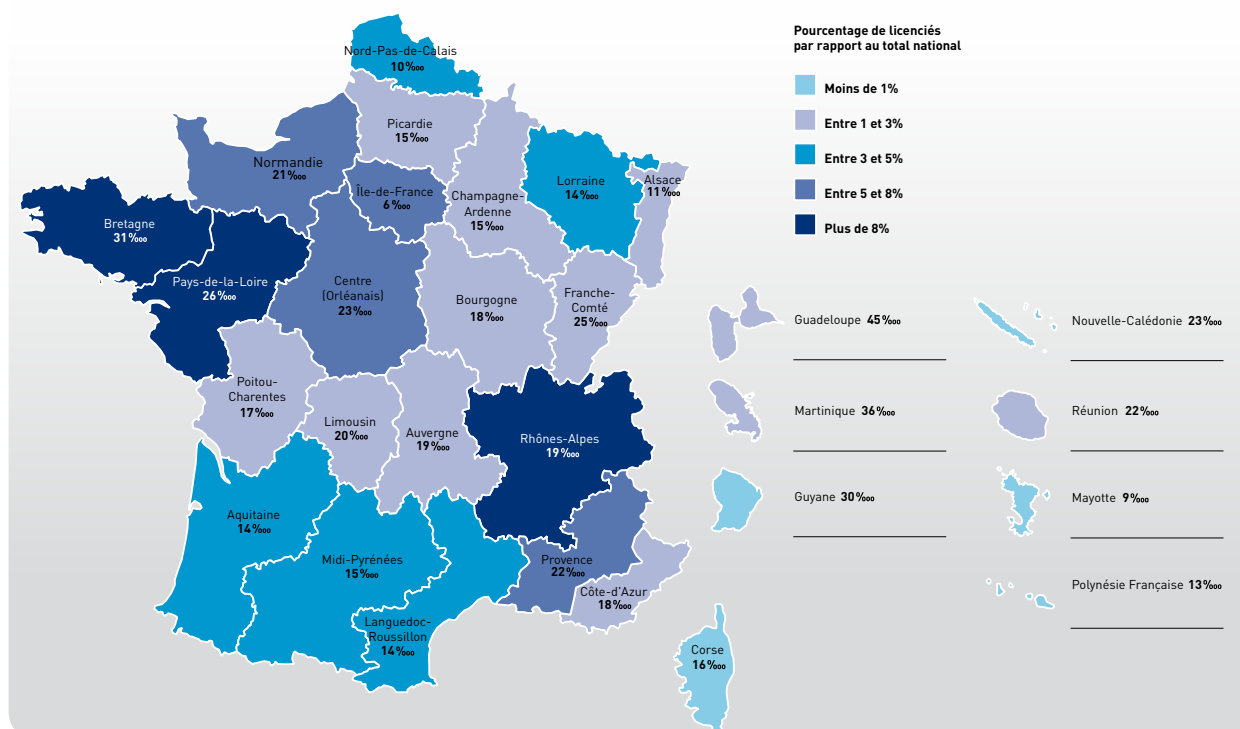 Pourcentage de licenciés
par rapport au total national
Moins de 1%
Entre 1 et 3%
Entre 3 et 5%
Entre 5 et 8%
Plus de 8%
Nord-Pas-de-Calais
10‱
Picardie
15‱
Normandie
21‱
Île-de-France
6‱
Champagne-
Ardenne
15‱
Lorraine
14‱
Alsace
11‱
Bretagne
31‱
Pays-de-la-Loire
26‱
Centre
(Orléanais)
23‱
Bourgogne
18‱
Franche-
Comté
25‱
Poitou-
Charentes
17‱
Limousin
20‱
Auvergne
19‱
Rhônes-Alpes
19‱
Aquitaine
14‱
Midi-Pyrénées
15‱
Languedoc-
Roussillon
14‱
Provence
22‱
Côte-d'Azur
18‱
Corse
16‱
Guadeloupe 45‱
Martinique 36‱
Guyane 30‱
Nouvelle-Calédonie 23‱
Réunion 22‱
Mayotte 9‱
Polynésie Française 13‱